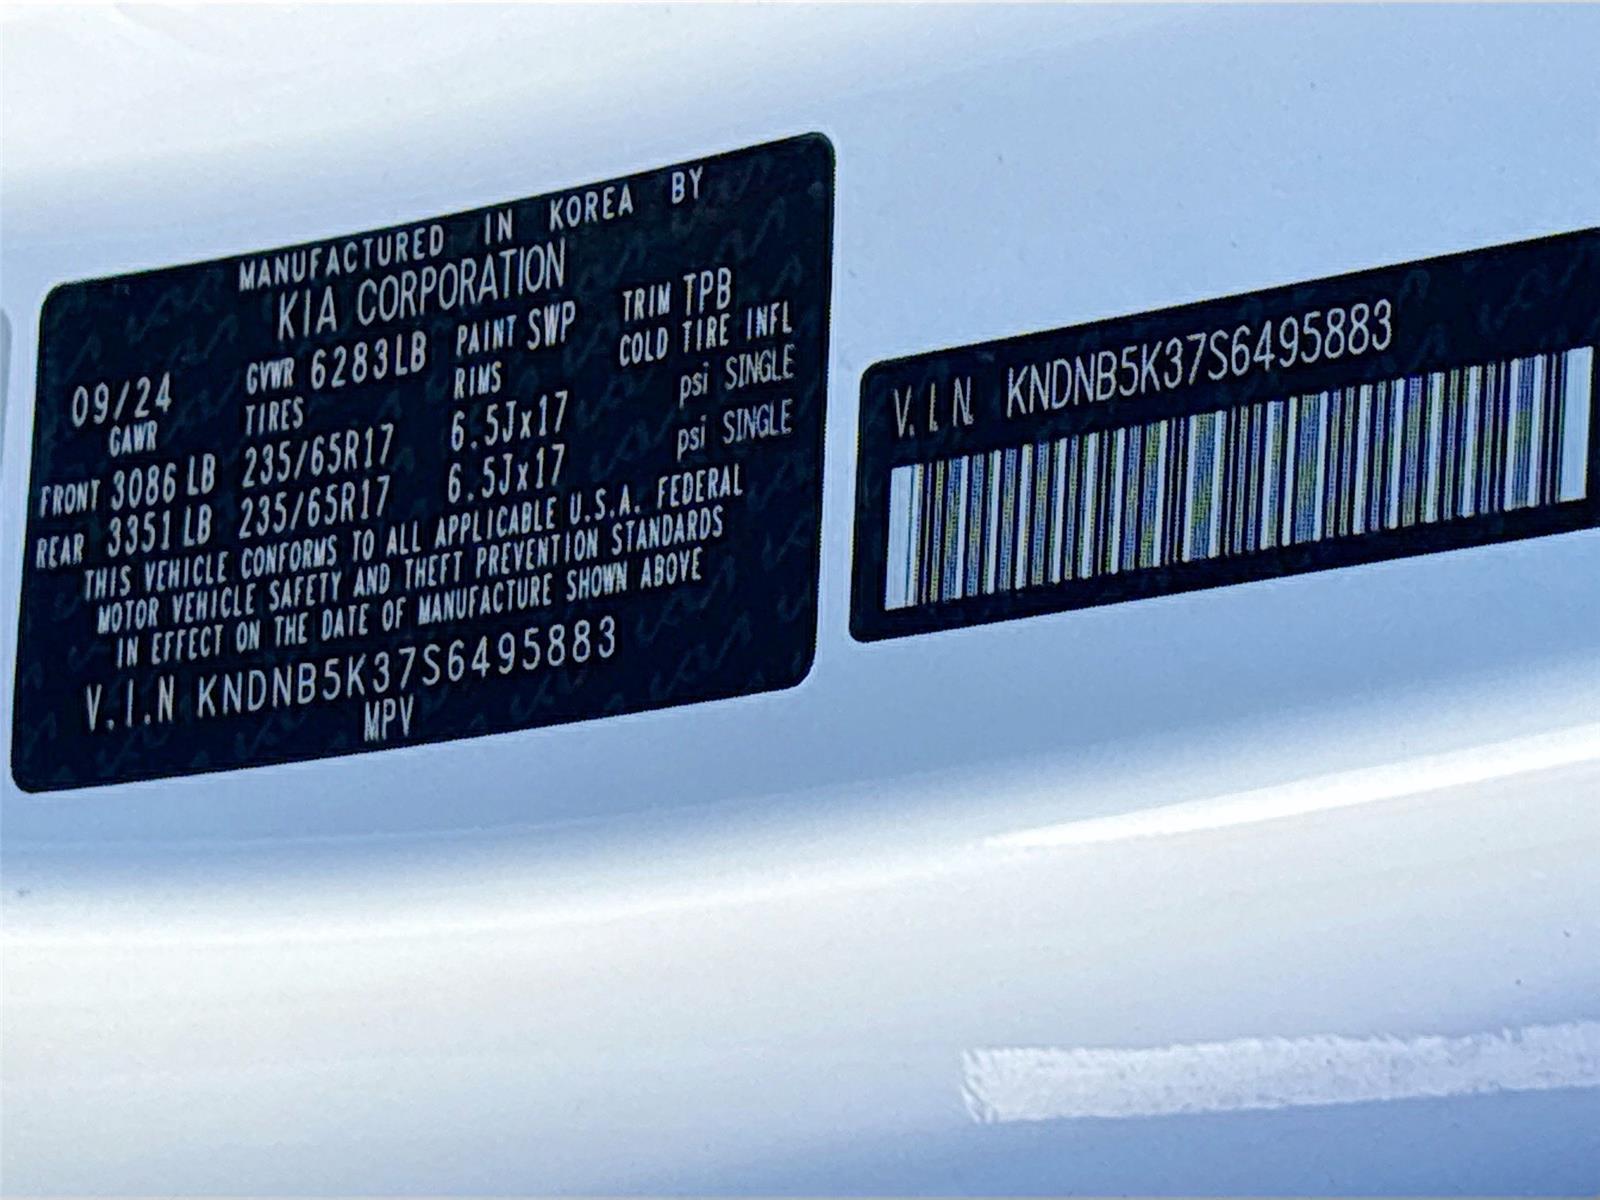 MANUFACTURED IN KOREA BY
KIA CORPORATION
09/24 GVWR 6283LB PAINT SWP TRIM TPB
GAWR TIRES RIMS COLD TIRE INFL
FRONT 3086 LB 235/65R17 6.5Jx17 psi SINGLE
REAR 3351 LB 235/65R17 6.5Jx17 psi SINGLE
THIS VEHICLE CONFORMS TO ALL APPLICABLE U.S.A. FEDERAL
MOTOR VEHICLE SAFETY AND THEFT PREVENTION STANDARDS
IN EFFECT ON THE DATE OF MANUFACTURE SHOWN ABOVE
V.I.N KNDNB5K37S6495883
MPV
V.I.N KNDNB5K37S6495883